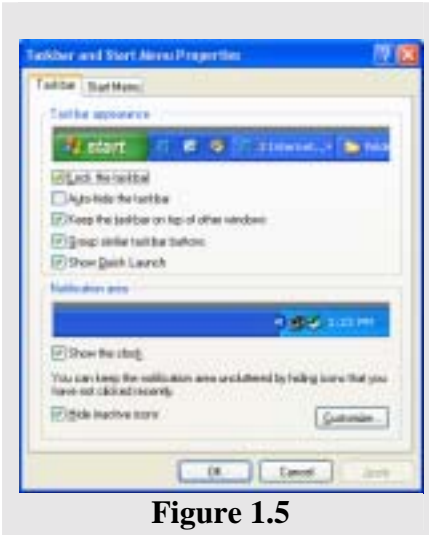 Taskbar and Start Menu Properties
Taskbar Start Menu
Taskbar appearance
start 3 Internet...
Lock the taskbar
Auto-hide the taskbar
Keep the taskbar on top of other windows
Group similar taskbar buttons
Show Quick Launch
Notification area
PM
Show the clock
You can keep the notification area uncluttered by hiding icons that you
have not clicked recently.
Hide inactive icons
Customize...
OK Cancel Apply
Figure 1.5